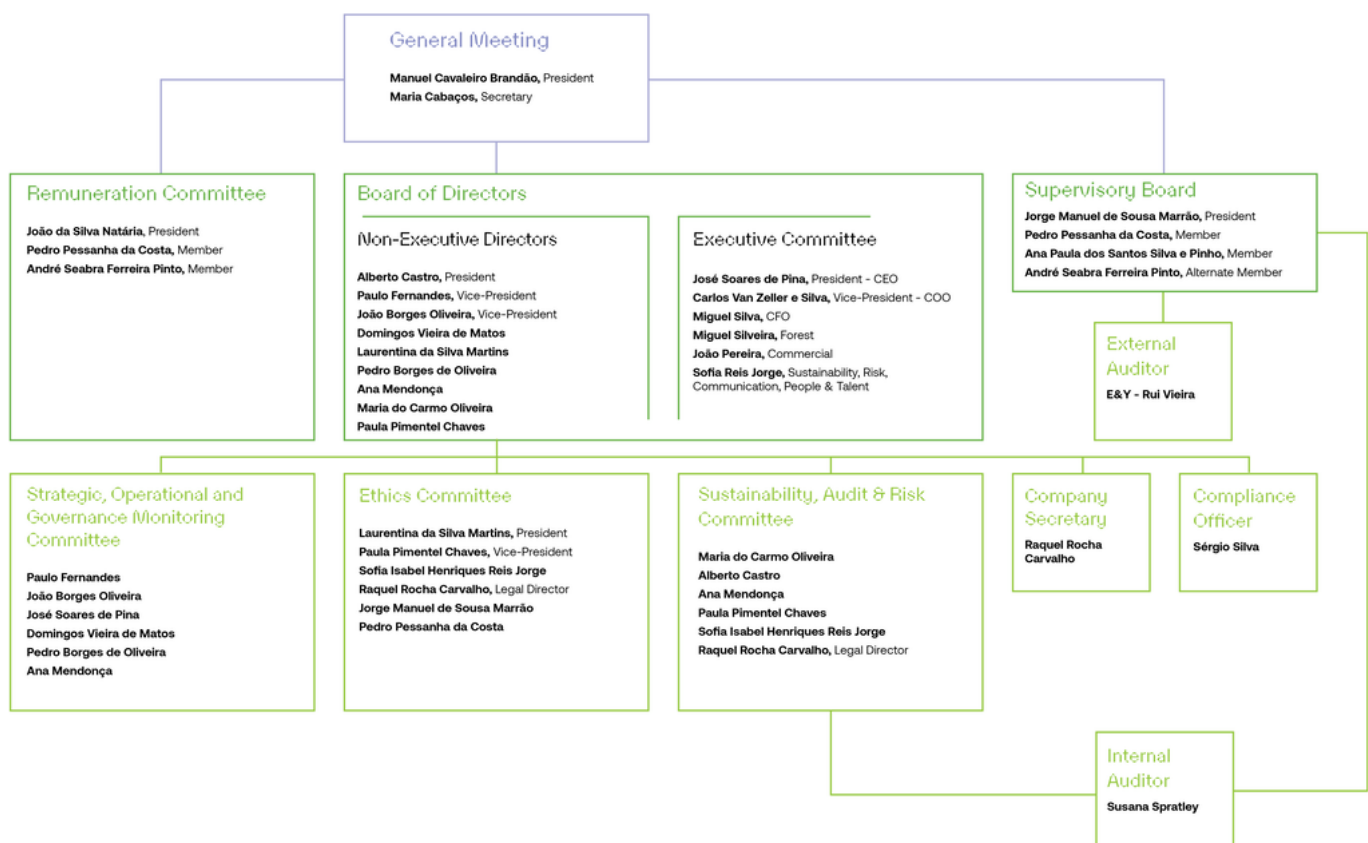 General Meeting
Manuel Cavaleiro Brandão, President
Maria Cabaços, Secretary
Remuneration Committee
João da Silva Natária, President
Pedro Pessanha da Costa, Member
André Seabra Ferreira Pinto, Member
Board of Directors
Non-Executive Directors
Alberto Castro, President
Paulo Fernandes, Vice-President
João Borges Oliveira, Vice-President
Domingos Vieira de Matos
Laurentina da Silva Martins
Pedro Borges de Oliveira
Ana Mendonça
Maria do Carmo Oliveira
Paula Pimentel Chaves
Executive Committee
José Soares de Pina, President - CEO
Carlos Van Zeller e Silva, Vice-President - COO
Miguel Silva, CFO
Miguel Silveira, Forest
João Pereira, Commercial
Sofia Reis Jorge, Sustainability, Risk,
Communication, People & Talent
Supervisory Board
Jorge Manuel de Sousa Marrão, President
Pedro Pessanha da Costa, Member
Ana Paula dos Santos Silva e Pinho, Member
André Seabra Ferreira Pinto, Alternate Member
External
Auditor
E&Y - Rui Vieira
Strategic, Operational and
Governance Monitoring
Committee
Paulo Fernandes
João Borges Oliveira
José Soares de Pina
Domingos Vieira de Matos
Pedro Borges de Oliveira
Ana Mendonça
Ethics Committee
Laurentina da Silva Martins, President
Paula Pimentel Chaves, Vice-President
Sofia Isabel Henriques Reis Jorge
Raquel Rocha Carvalho, Legal Director
Jorge Manuel de Sousa Marrão
Pedro Pessanha da Costa
Sustainability, Audit & Risk
Committee
Maria do Carmo Oliveira
Alberto Castro
Ana Mendonça
Paula Pimentel Chaves
Sofia Isabel Henriques Reis Jorge
Raquel Rocha Carvalho, Legal Director
Company
Secretary
Raquel Rocha
Carvalho
Compliance
Officer
Sérgio Silva
Internal
Auditor
Susana Spratley